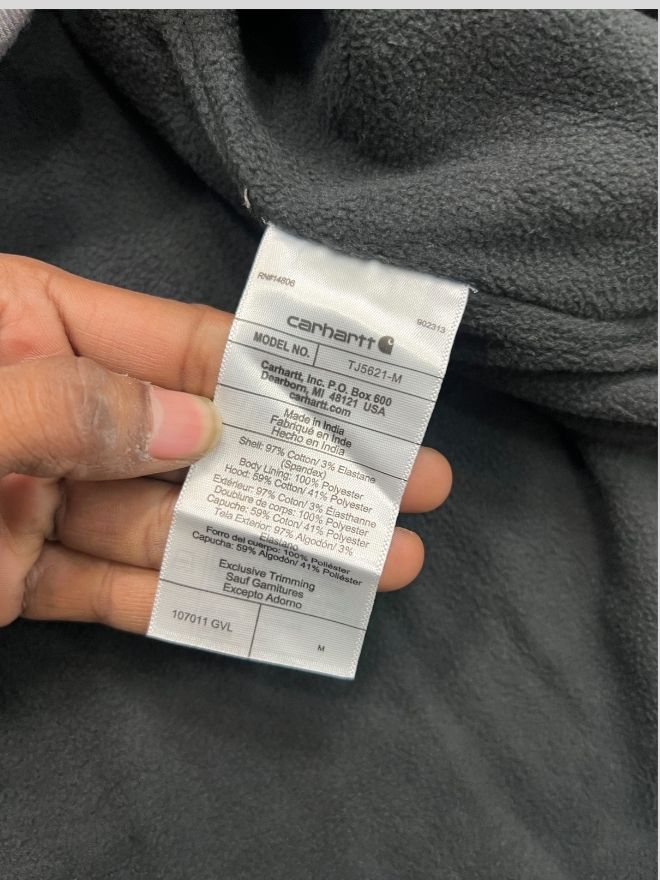 RN#14806
902313
carhartt
MODEL NO. TJ5621-M
Carhartt, Inc. P.O. Box 600
Dearborn, MI 48121 USA
carhartt.com
Made in India
Fabriqué en Inde
Hecho en India
Shell: 97% Cotton/ 3% Elastane
(Spandex)
Body Lining: 100% Polyester
Hood: 59% Cotton/ 41% Polyester
Extérieur: 97% Coton/ 3% Élasthanne
Doublure de corps: 100% Polyester
Capuche: 59% Coton/ 41% Polyester
Tela Exterior: 97% Algodón/ 3%
Elastano
Forro del cuerpo: 100% Poliéster
Capucha: 59% Algodón/ 41% Poliéster
Exclusive Trimming
Sauf Garnitures
Excepto Adorno
107011 GVL M